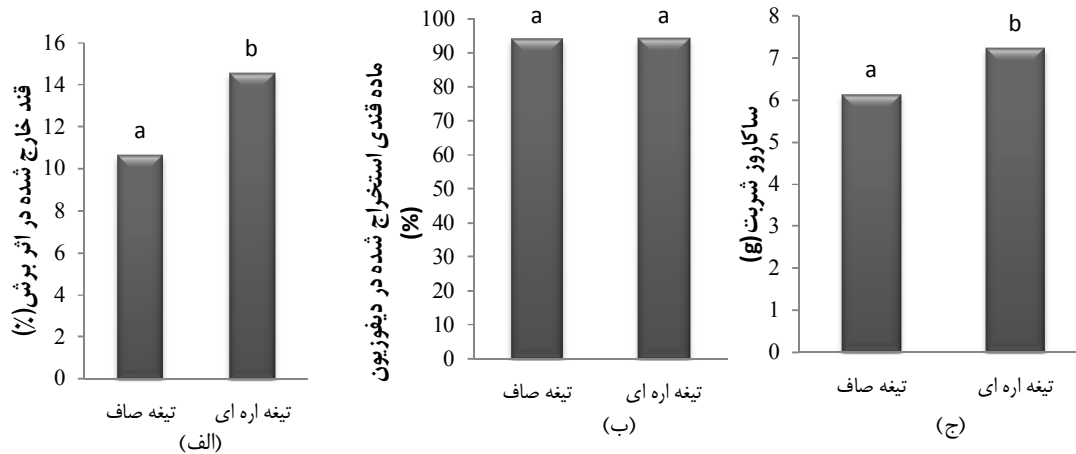 قند خارج شده در اثر برش(٪)
16
14
12
10
8
6
4
2
0
a
b
تیغه صاف
تیغه اره ای
(الف)
ماده قندی استخراج شده در دیفوزیون
(%)
100
90
80
70
60
50
40
30
20
10
0
a
a
تیغه صاف
تیغه اره ای
(ب)
ساکاروز شربت(g)
8
7
6
5
4
3
2
1
0
a
b
تیغه صاف
تیغه اره ای
(ج)